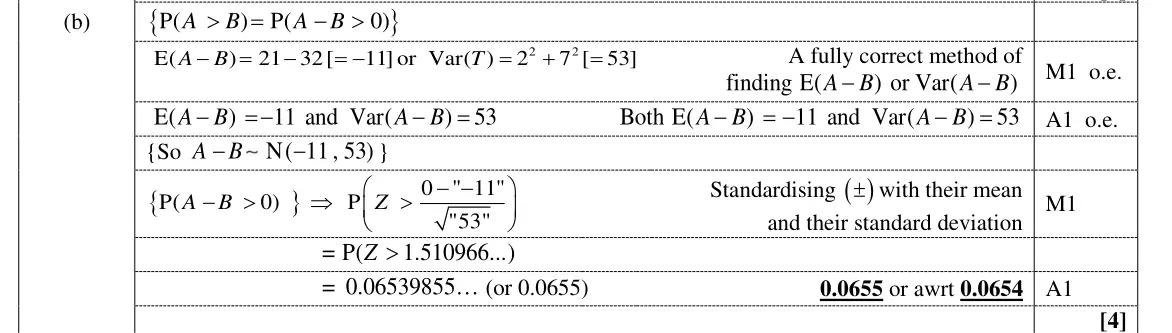 (b) {P(A > B) = P(A − B > 0)}
E(A − B) = 21 − 32 [= −11] or Var(T) = 2² + 7² [= 53] A fully correct method of
finding E(A − B) or Var(A − B) M1 o.e.
E(A − B) = −11 and Var(A − B) = 53 Both E(A − B) = −11 and Var(A − B) = 53 A1 o.e.
{So A − B ~ N(−11, 53) }
{P(A − B > 0) } ⇒ P(Z > (0 − "−11")/√"53") Standardising (±) with their mean
and their standard deviation M1
= P(Z > 1.510966...)
= 0.06539855… (or 0.0655) 0.0655 or awrt 0.0654 A1
[4]